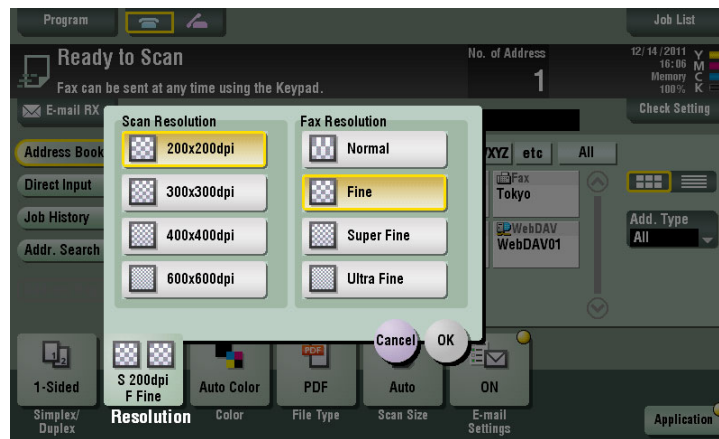 Program
Job List
Ready to Scan
No. of Address
12/14/2011
16:06
Memory
100%
Y
M
C
K
Fax can be sent at any time using the Keypad.
1
E-mail RX
Check Setting
Scan Resolution
Fax Resolution
200x200dpi
Normal
Address Book
XYZ
etc
All
300x300dpi
Fine
Direct Input
Fax
Tokyo
Job History
Add. Type
All
400x400dpi
Super Fine
WebDAV
WebDAV01
Addr. Search
600x600dpi
Ultra Fine
Cancel
OK
1
2
PDF
1-Sided
S 200dpi
F Fine
Auto Color
PDF
Auto
ON
Simplex/
Duplex
Resolution
Color
File Type
Scan Size
E-mail
Settings
Application